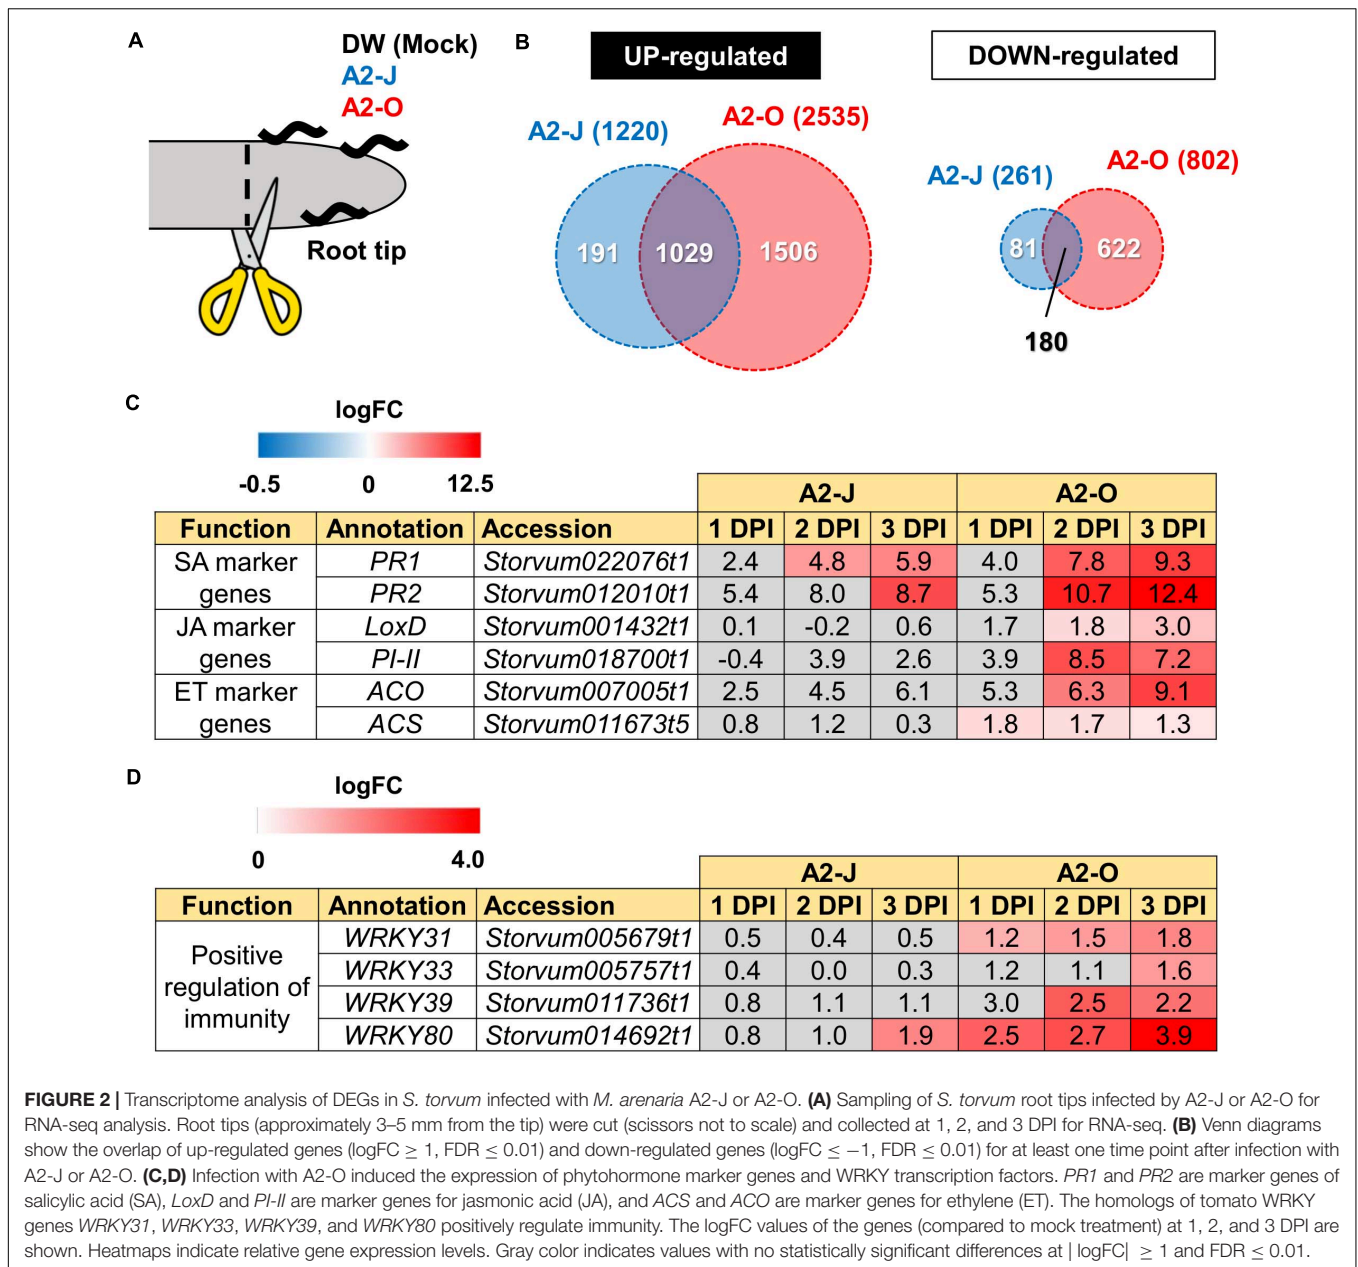 A
DW (Mock)
A2-J
A2-O
Root tip
B
UP-regulated
DOWN-regulated
A2-J (1220)
A2-O (2535)
191
1029
1506
A2-J (261)
A2-O (802)
81
622
180
C
logFC
-0.5 0 12.5
A2-J A2-O
Function Annotation Accession 1 DPI 2 DPI 3 DPI 1 DPI 2 DPI 3 DPI
SA marker genes PR1 Storvum022076t1 2.4 4.8 5.9 4.0 7.8 9.3
PR2 Storvum012010t1 5.4 8.0 8.7 5.3 10.7 12.4
JA marker genes LoxD Storvum001432t1 0.1 -0.2 0.6 1.7 1.8 3.0
PI-II Storvum018700t1 -0.4 3.9 2.6 3.9 8.5 7.2
ET marker genes ACO Storvum007005t1 2.5 4.5 6.1 5.3 6.3 9.1
ACS Storvum011673t5 0.8 1.2 0.3 1.8 1.7 1.3
D
logFC
0 4.0
A2-J A2-O
Function Annotation Accession 1 DPI 2 DPI 3 DPI 1 DPI 2 DPI 3 DPI
Positive regulation of immunity WRKY31 Storvum005679t1 0.5 0.4 0.5 1.2 1.5 1.8
WRKY33 Storvum005757t1 0.4 0.0 0.3 1.2 1.1 1.6
WRKY39 Storvum011736t1 0.8 1.1 1.1 3.0 2.5 2.2
WRKY80 Storvum014692t1 0.8 1.0 1.9 2.5 2.7 3.9
FIGURE 2 | Transcriptome analysis of DEGs in S. torvum infected with M. arenaria A2-J or A2-O. (A) Sampling of S. torvum root tips infected by A2-J or A2-O for
RNA-seq analysis. Root tips (approximately 3–5 mm from the tip) were cut (scissors not to scale) and collected at 1, 2, and 3 DPI for RNA-seq. (B) Venn diagrams
show the overlap of up-regulated genes (logFC ≥ 1, FDR ≤ 0.01) and down-regulated genes (logFC ≤ −1, FDR ≤ 0.01) for at least one time point after infection with
A2-J or A2-O. (C,D) Infection with A2-O induced the expression of phytohormone marker genes and WRKY transcription factors. PR1 and PR2 are marker genes of
salicylic acid (SA), LoxD and PI-II are marker genes for jasmonic acid (JA), and ACS and ACO are marker genes for ethylene (ET). The homologs of tomato WRKY
genes WRKY31, WRKY33, WRKY39, and WRKY80 positively regulate immunity. The logFC values of the genes (compared to mock treatment) at 1, 2, and 3 DPI are
shown. Heatmaps indicate relative gene expression levels. Gray color indicates values with no statistically significant differences at | logFC| ≥ 1 and FDR ≤ 0.01.